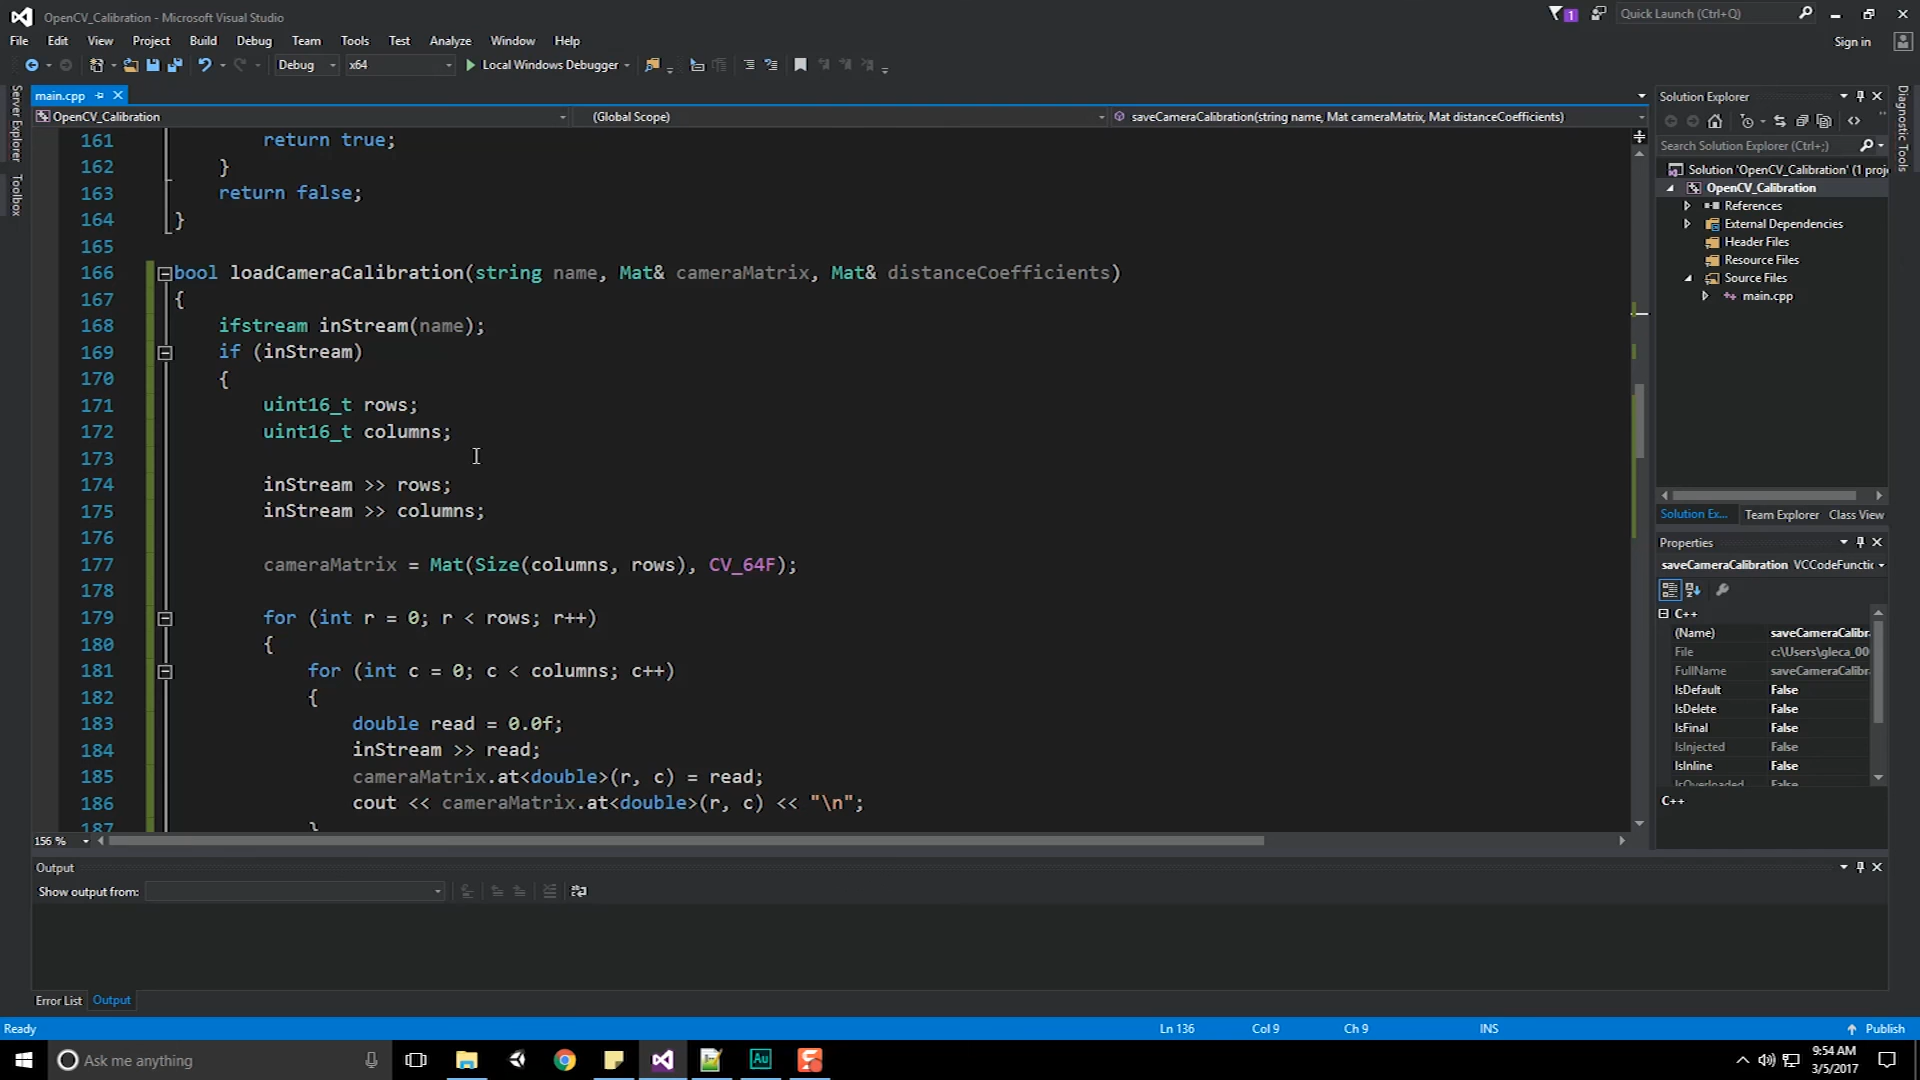 OpenCV_Calibration - Microsoft Visual Studio
1
Quick Launch (Ctrl+Q)
File Edit View Project Build Debug Team Tools Test Analyze Window Help
Sign in
Debug x64 Local Windows Debugger
Server Explorer
Toolbox
main.cpp
OpenCV_Calibration (Global Scope) saveCameraCalibration(string name, Mat cameraMatrix, Mat distanceCoefficients)
161 return true;
162 }
163 return false;
164 }
165
166 bool loadCameraCalibration(string name, Mat& cameraMatrix, Mat& distanceCoefficients)
167 {
168 ifstream inStream(name);
169 if (inStream)
170 {
171 uint16_t rows;
172 uint16_t columns;
173
174 inStream >> rows;
175 inStream >> columns;
176
177 cameraMatrix = Mat(Size(columns, rows), CV_64F);
178
179 for (int r = 0; r < rows; r++)
180 {
181 for (int c = 0; c < columns; c++)
182 {
183 double read = 0.0f;
184 inStream >> read;
185 cameraMatrix.at<double>(r, c) = read;
186 cout << cameraMatrix.at<double>(r, c) << "\n";
187 }
156 %
Solution Explorer
Search Solution Explorer (Ctrl+;)
Solution 'OpenCV_Calibration' (1 proj
OpenCV_Calibration
References
External Dependencies
Header Files
Resource Files
Source Files
main.cpp
Solution Ex... Team Explorer Class View
Diagnostic Tools
Properties
saveCameraCalibration VCCodeFunctic
C++
(Name) saveCameraCalibr
File c:\Users\gleca_00
FullName saveCameraCalibr
IsDefault False
IsDelete False
IsFinal False
IsInjected False
IsInline False
IsOverloaded False
C++
Output
Show output from:
Error List Output
Ready Ln 136 Col 9 Ch 9 INS Publish
Ask me anything
Au
9:54 AM
3/5/2017